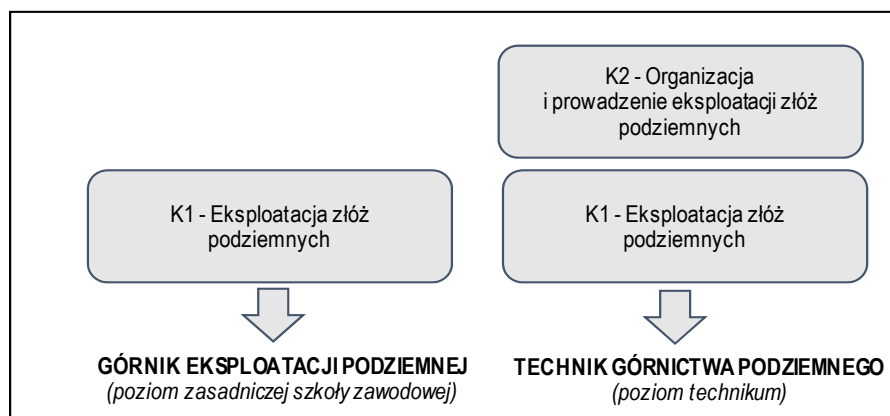 K2 - Organizacja
i prowadzenie eksploatacji złóż
podziemnych
K1 - Eksploatacja złóż
podziemnych
K1 - Eksploatacja złóż
podziemnych
GÓRNIK EKSPLOATACJI PODZIEMNEJ
(poziom zasadniczej szkoły zawodowej)
TECHNIK GÓRNICTWA PODZIEMNEGO
(poziom technikum)